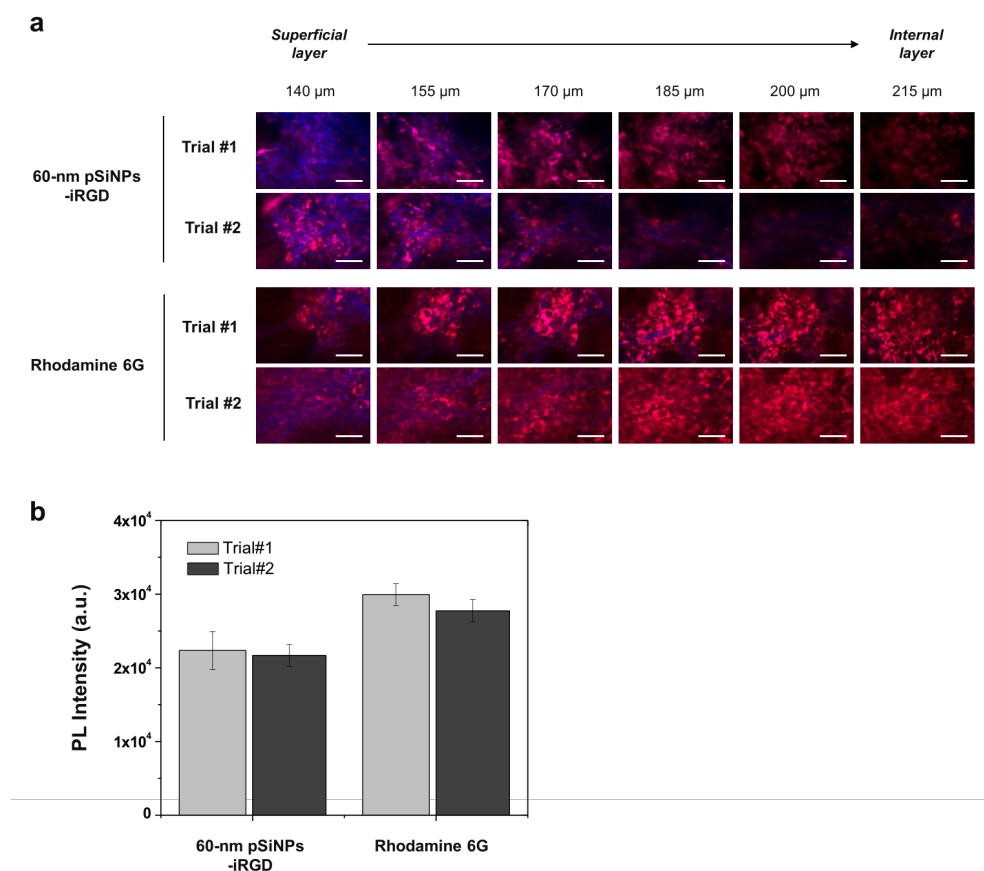 a
Superficial
layer
Internal
layer
140 µm 155 µm 170 µm 185 µm 200 µm 215 µm
60-nm pSiNPs
-iRGD
Trial #1
Trial #2
Rhodamine 6G
Trial #1
Trial #2
b
PL Intensity (a.u.)
4x10⁴
3x10⁴
2x10⁴
1x10⁴
0
Trial#1
Trial#2
60-nm pSiNPs
-iRGD
Rhodamine 6G